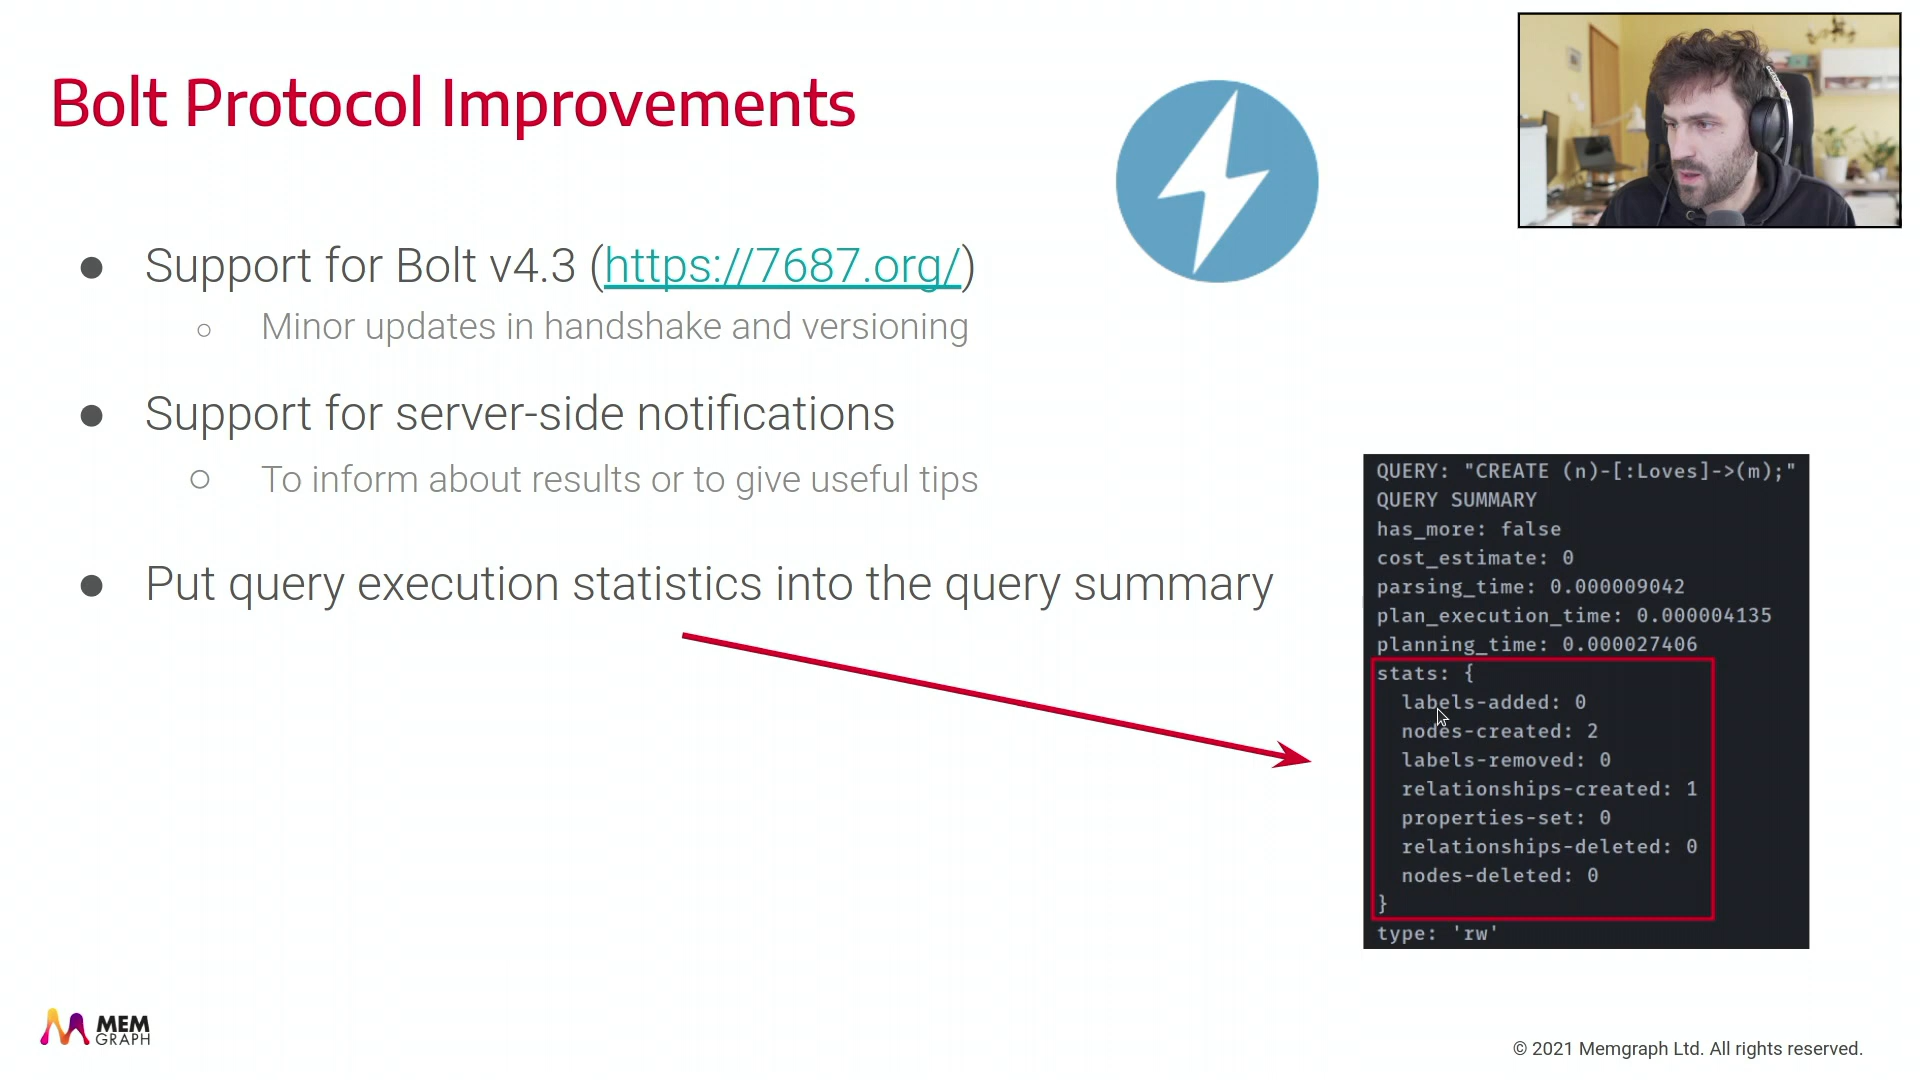 Bolt Protocol Improvements
● Support for Bolt v4.3 (https://7687.org/)
○ Minor updates in handshake and versioning
● Support for server-side notifications
○ To inform about results or to give useful tips
● Put query execution statistics into the query summary
QUERY: "CREATE (n)-[:Loves]->(m);"
QUERY SUMMARY
has_more: false
cost_estimate: 0
parsing_time: 0.000009042
plan_execution_time: 0.000004135
planning_time: 0.000027406
stats: {
labels-added: 0
nodes-created: 2
labels-removed: 0
relationships-created: 1
properties-set: 0
relationships-deleted: 0
nodes-deleted: 0
}
type: 'rw'
MEM
GRAPH
© 2021 Memgraph Ltd. All rights reserved.